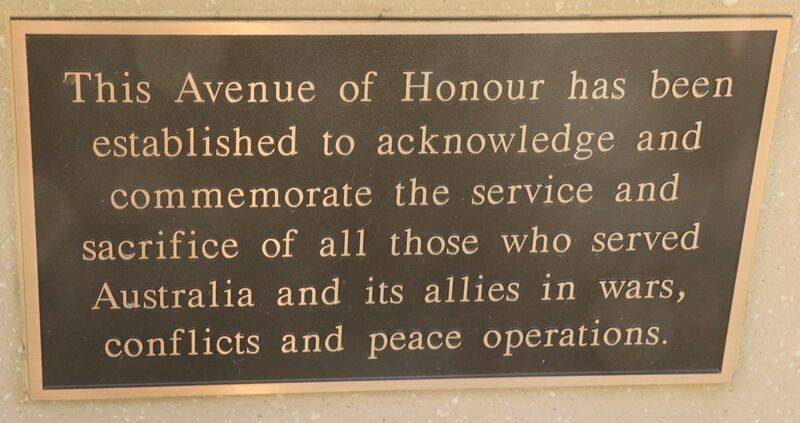 This Avenue of Honour has been
established to acknowledge and
commemorate the service and
sacrifice of all those who served
Australia and its allies in wars,
conflicts and peace operations.